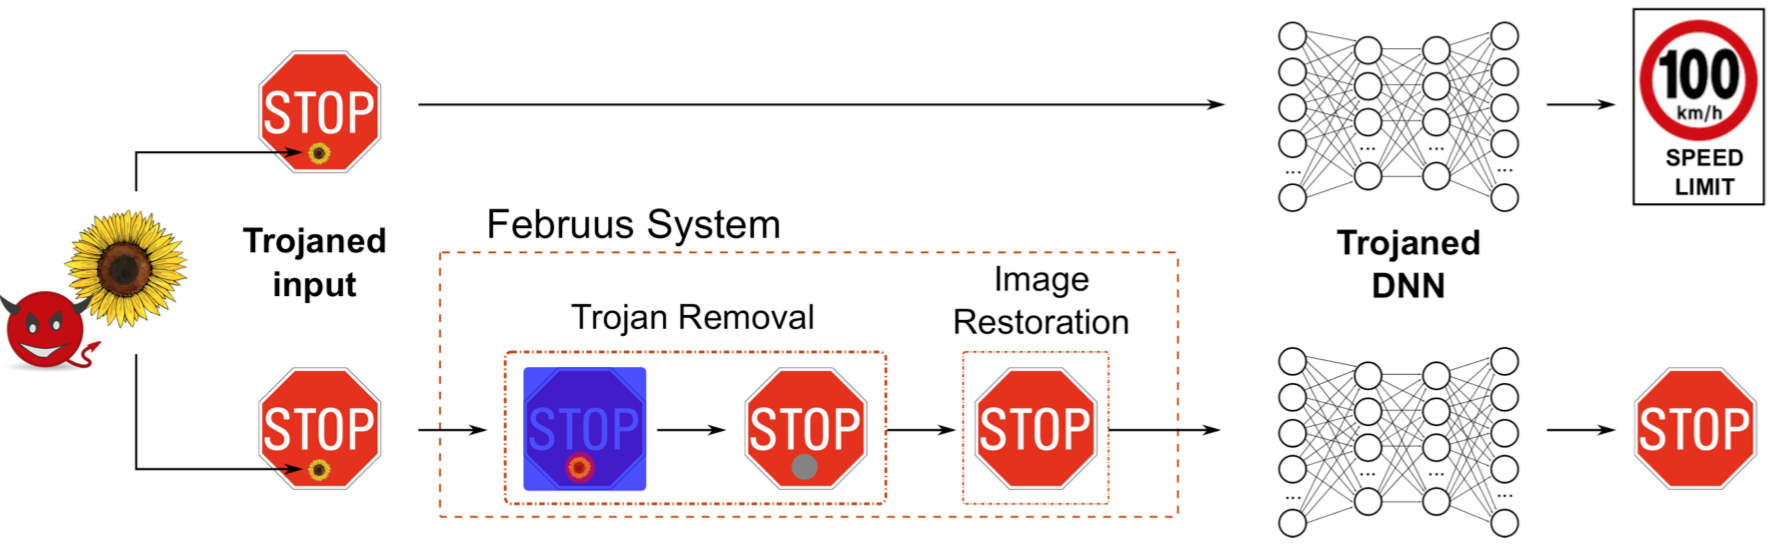 STOP
100
km/h
SPEED
LIMIT
Trojaned
input
Februus System
Trojaned
DNN
Trojan Removal
Image
Restoration
STOP
STOP
STOP
STOP
STOP